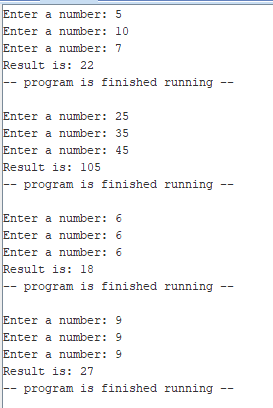 Enter a number: 5
Enter a number: 10
Enter a number: 7
Result is: 22
-- program is finished running --
Enter a number: 25
Enter a number: 35
Enter a number: 45
Result is: 105
-- program is finished running --
Enter a number: 6
Enter a number: 6
Enter a number: 6
Result is: 18
-- program is finished running --
Enter a number: 9
Enter a number: 9
Enter a number: 9
Result is: 27
-- program is finished running --